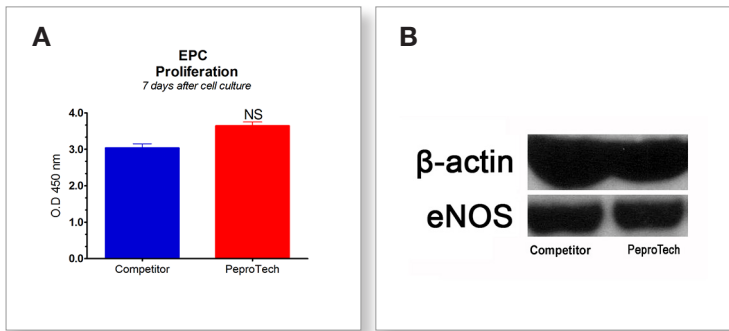 A
EPC
Proliferation
7 days after cell culture
4.0
NS
3.0
O.D 450 nm
2.0
1.0
0.0
Competitor PeproTech
B
β-actin
eNOS
Competitor PeproTech